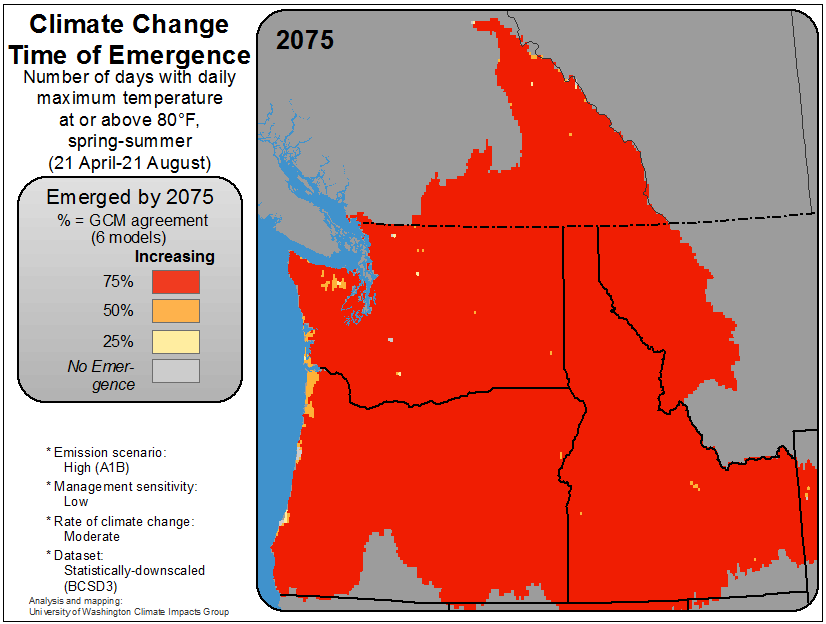 Climate Change
Time of Emergence
Number of days with daily
maximum temperature
at or above 80°F,
spring-summer
(21 April-21 August)
Emerged by 2075
% = GCM agreement
(6 models)
Increasing
75%
50%
25%
No Emer-
gence
* Emission scenario:
High (A1B)
* Management sensitivity:
Low
* Rate of climate change:
Moderate
* Dataset:
Statistically-downscaled
(BCSD3)
Analysis and mapping:
University of Washington Climate Impacts Group
2075